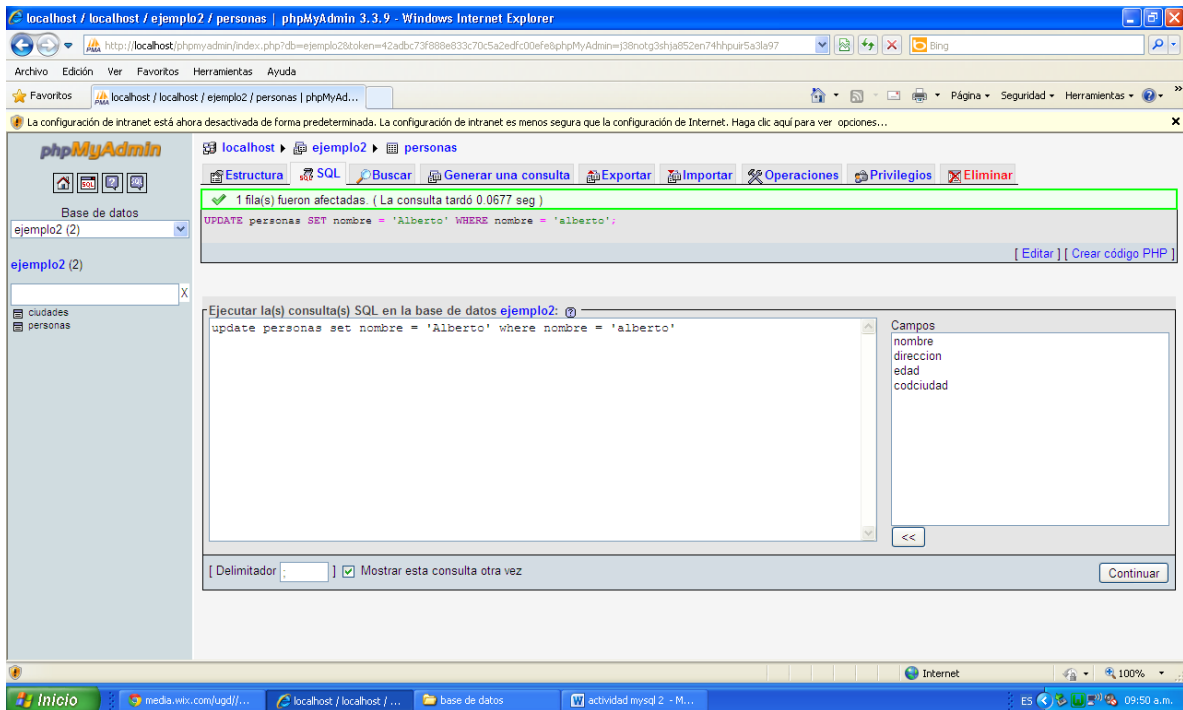 localhost / localhost / ejemplo2 / personas | phpMyAdmin 3.3.9 - Windows Internet Explorer
http://localhost/phpmyadmin/index.php?db=ejemplo2&token=42adbc73f888e833c70c5a2edfc00efe&phpMyAdmin=j38notg3shja852en74hhpuir5a3la97
Bing
Archivo Edición Ver Favoritos Herramientas Ayuda
Favoritos localhost / localhost / ejemplo2 / personas | phpMyAd... Página Seguridad Herramientas
La configuración de intranet está ahora desactivada de forma predeterminada. La configuración de intranet es menos segura que la configuración de Internet. Haga clic aquí para ver opciones...
phpMyAdmin
localhost ejemplo2 personas
Estructura SQL Buscar Generar una consulta Exportar Importar Operaciones Privilegios Eliminar
1 fila(s) fueron afectadas. ( La consulta tardó 0.0677 seg )
UPDATE personas SET nombre = 'Alberto' WHERE nombre = 'alberto';
[ Editar ] [ Crear código PHP ]
Base de datos
ejemplo2 (2)
ejemplo2 (2)
X
ciudades
personas
Ejecutar la(s) consulta(s) SQL en la base de datos ejemplo2:
update personas set nombre = 'Alberto' where nombre = 'alberto'
Campos
nombre
direccion
edad
codciudad
<<
[ Delimitador ; ] Mostrar esta consulta otra vez
Continuar
Internet 100%
Inicio media.wix.com/ugd//... localhost / localhost / ... base de datos actividad mysql 2 - M... ES 09:50 a.m.